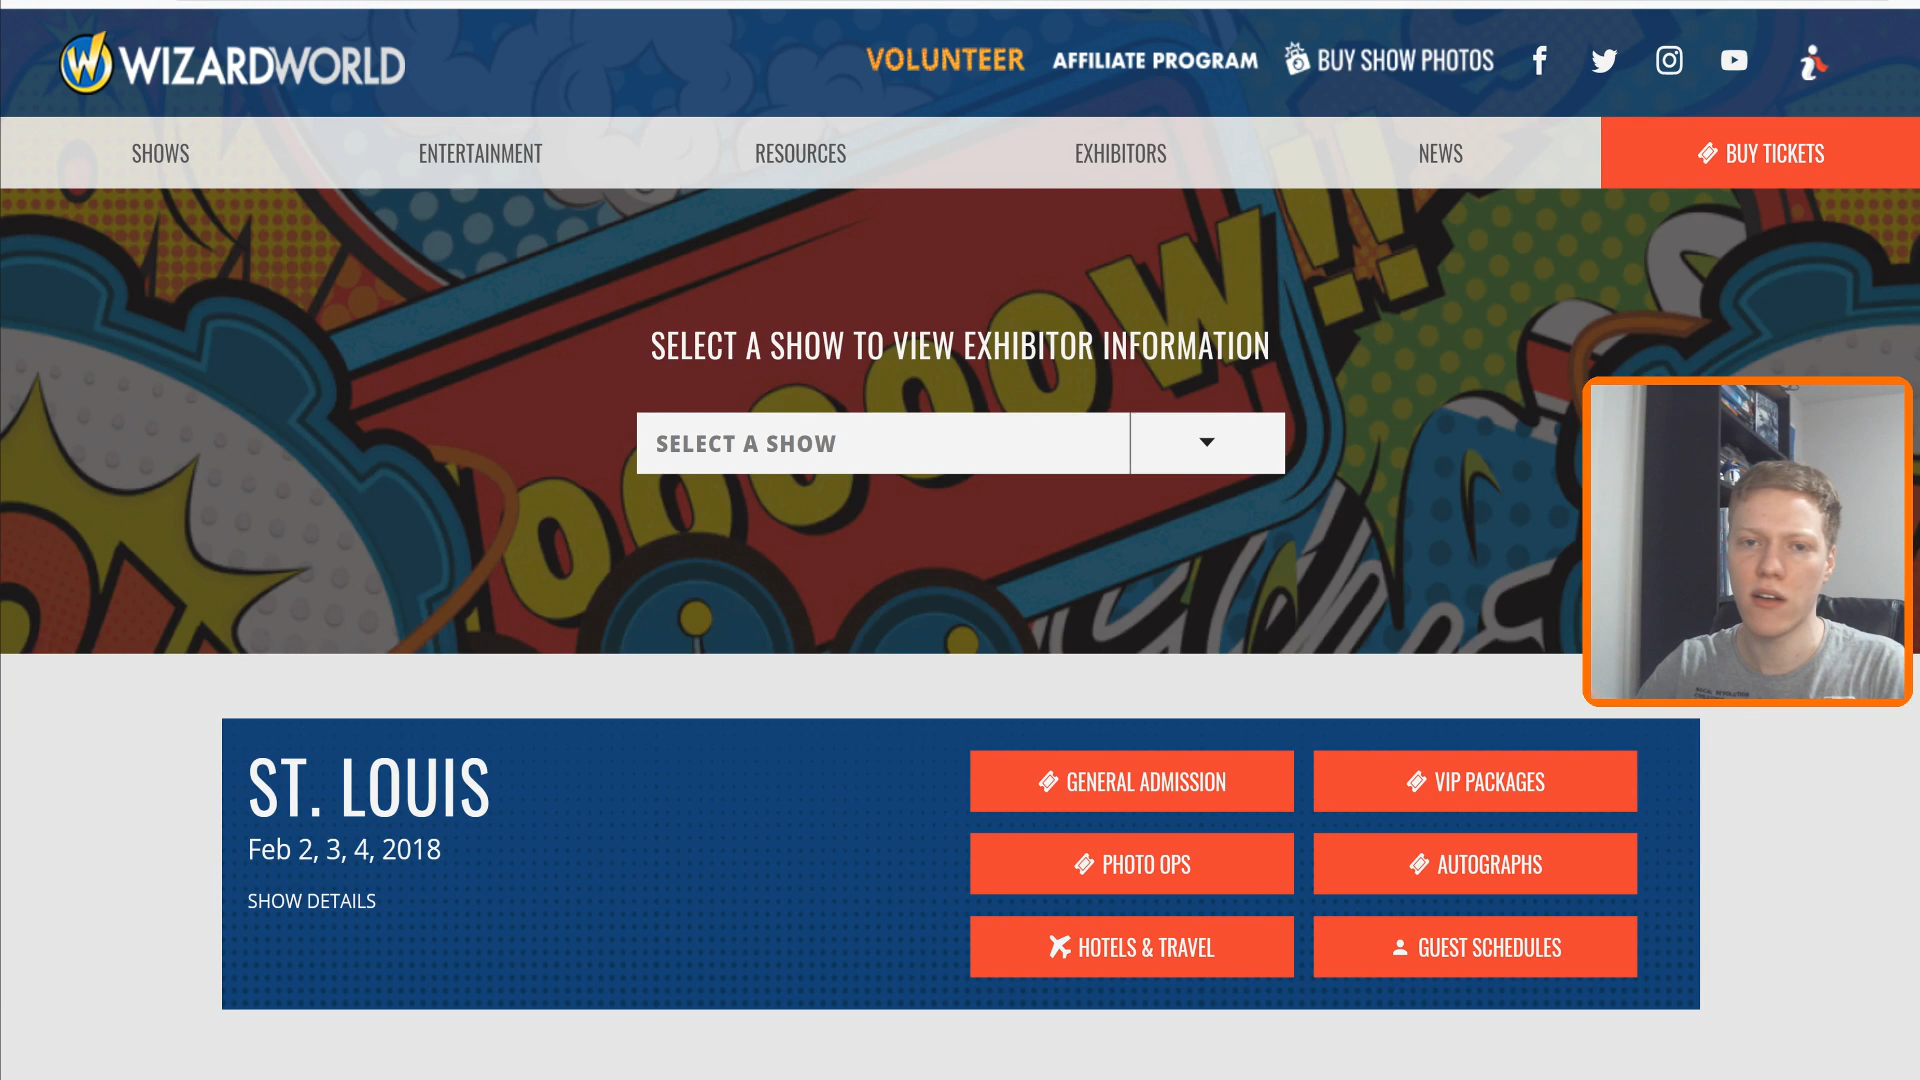 WIZARDWORLD
VOLUNTEER
AFFILIATE PROGRAM
BUY SHOW PHOTOS
SHOWS
ENTERTAINMENT
RESOURCES
EXHIBITORS
NEWS
BUY TICKETS
OOOOOOW!!
SELECT A SHOW TO VIEW EXHIBITOR INFORMATION
SELECT A SHOW
ST. LOUIS
Feb 2, 3, 4, 2018
SHOW DETAILS
GENERAL ADMISSION
VIP PACKAGES
PHOTO OPS
AUTOGRAPHS
HOTELS & TRAVEL
GUEST SCHEDULES